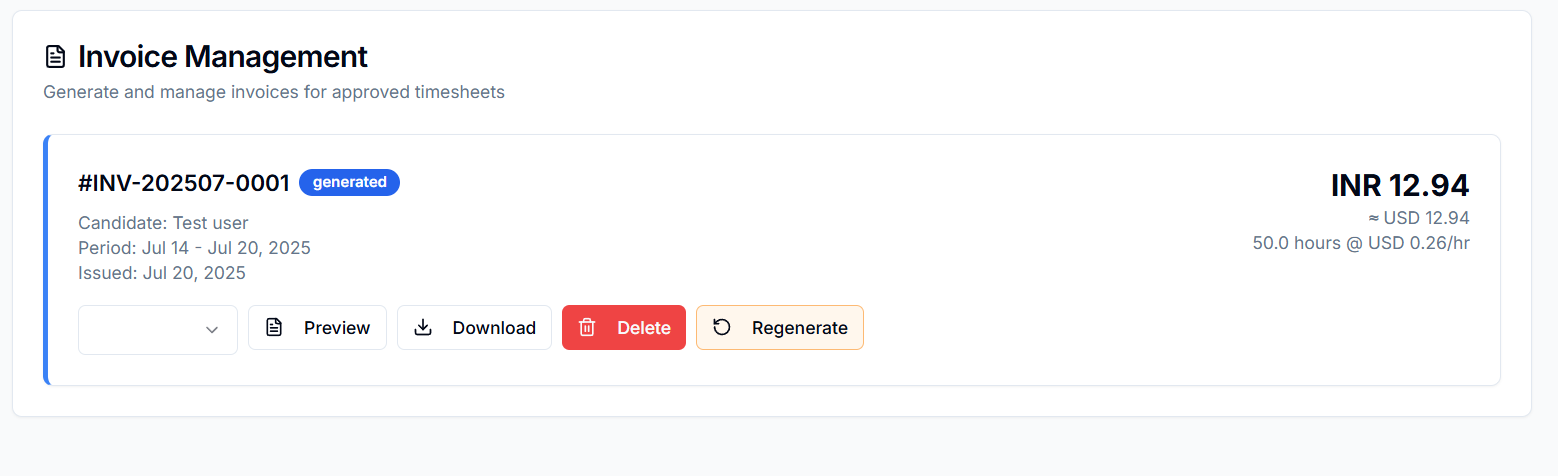 Invoice Management
Generate and manage invoices for approved timesheets
#INV-202507-0001 generated
INR 12.94
Candidate: Test user
≈ USD 12.94
Period: Jul 14 - Jul 20, 2025
50.0 hours @ USD 0.26/hr
Issued: Jul 20, 2025
Preview Download Delete Regenerate